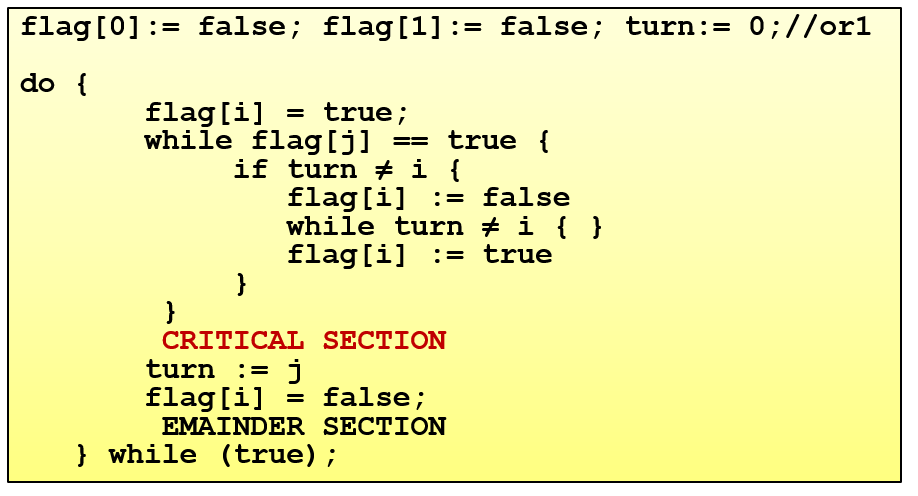 flag[0]:= false; flag[1]:= false; turn:= 0;//or1
do {
flag[i] = true;
while flag[j] == true {
if turn ≠ i {
flag[i] := false
while turn ≠ i { }
flag[i] := true
}
}
CRITICAL SECTION
turn := j
flag[i] = false;
EMAINDER SECTION
} while (true);